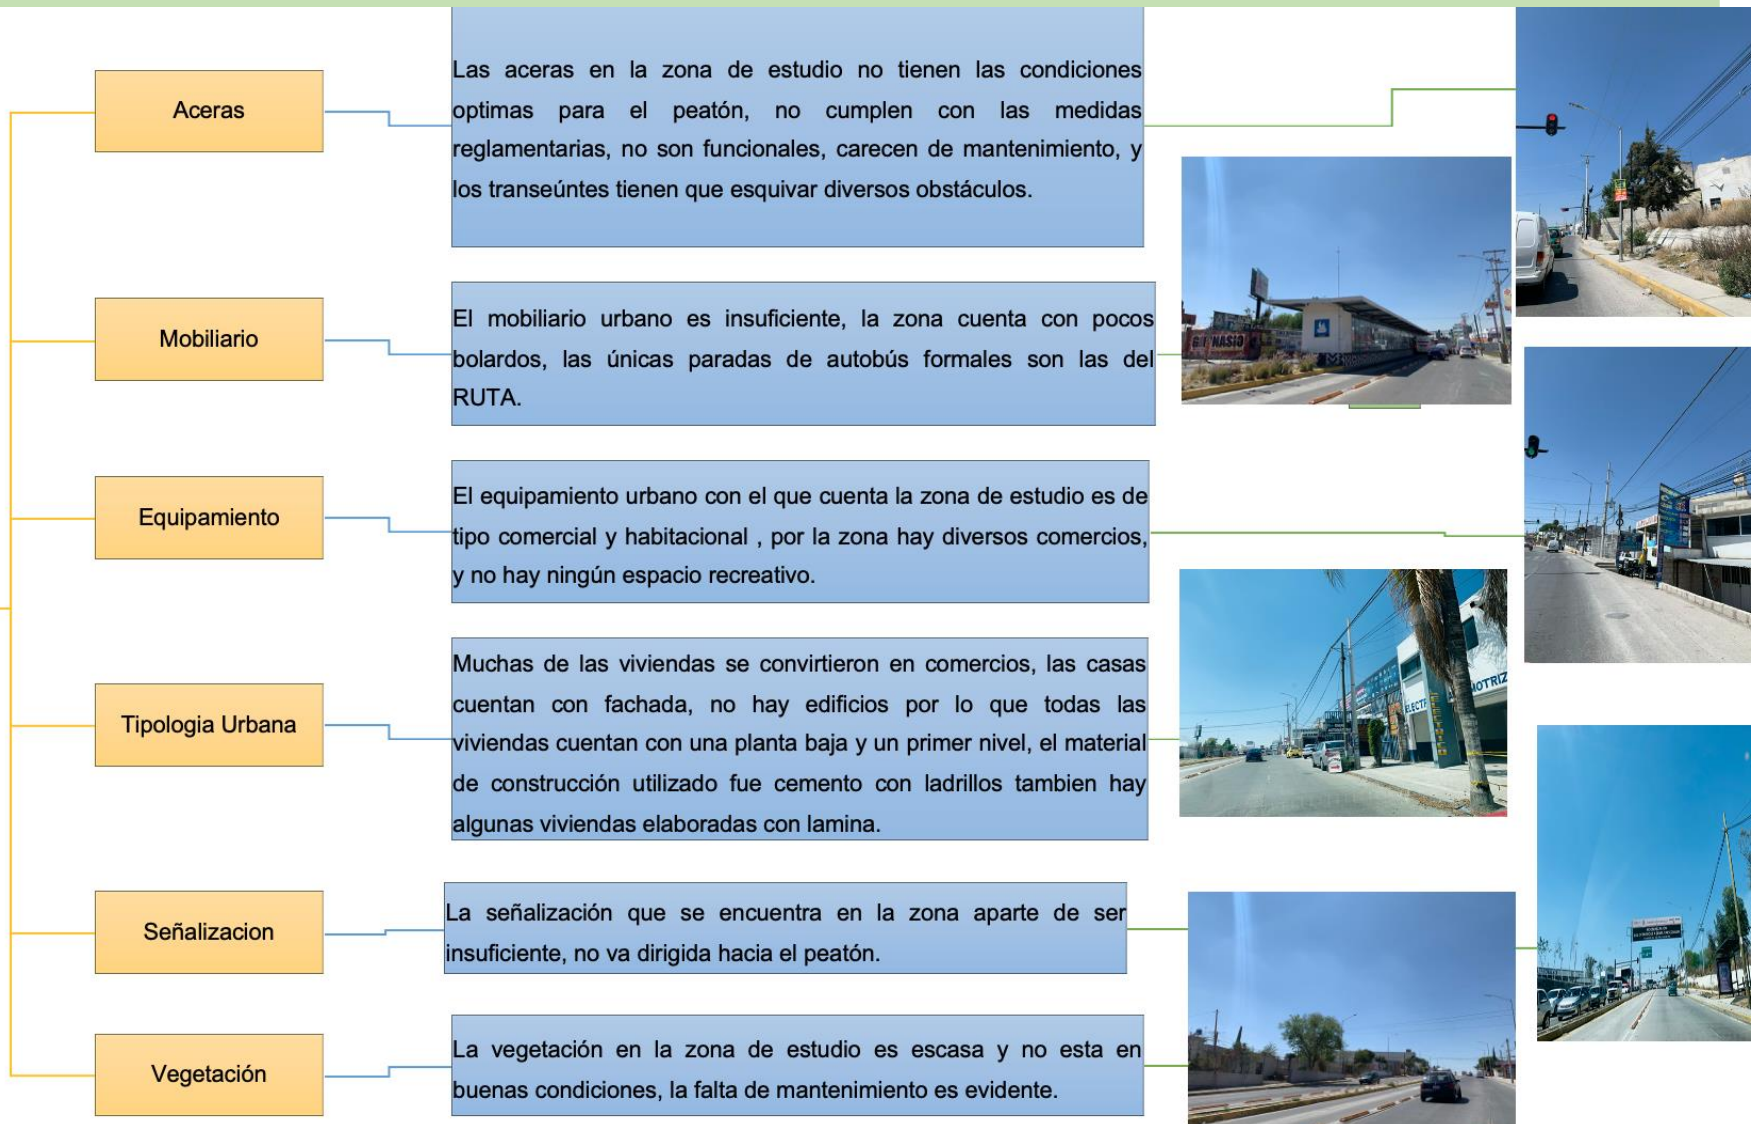 Aceras
Las aceras en la zona de estudio no tienen las condiciones
optimas para el peatón, no cumplen con las medidas
reglamentarias, no son funcionales, carecen de mantenimiento, y
los transeúntes tienen que esquivar diversos obstáculos.
Mobiliario
El mobiliario urbano es insuficiente, la zona cuenta con pocos
bolardos, las únicas paradas de autobús formales son las del
RUTA.
Equipamiento
El equipamiento urbano con el que cuenta la zona de estudio es de
tipo comercial y habitacional , por la zona hay diversos comercios,
y no hay ningún espacio recreativo.
Tipologia Urbana
Muchas de las viviendas se convirtieron en comercios, las casas
cuentan con fachada, no hay edificios por lo que todas las
viviendas cuentan con una planta baja y un primer nivel, el material
de construcción utilizado fue cemento con ladrillos tambien hay
algunas viviendas elaboradas con lamina.
ELECTR
MOTRIZ
Señalizacion
La señalización que se encuentra en la zona aparte de ser
insuficiente, no va dirigida hacia el peatón.
Vegetación
La vegetación en la zona de estudio es escasa y no esta en
buenas condiciones, la falta de mantenimiento es evidente.